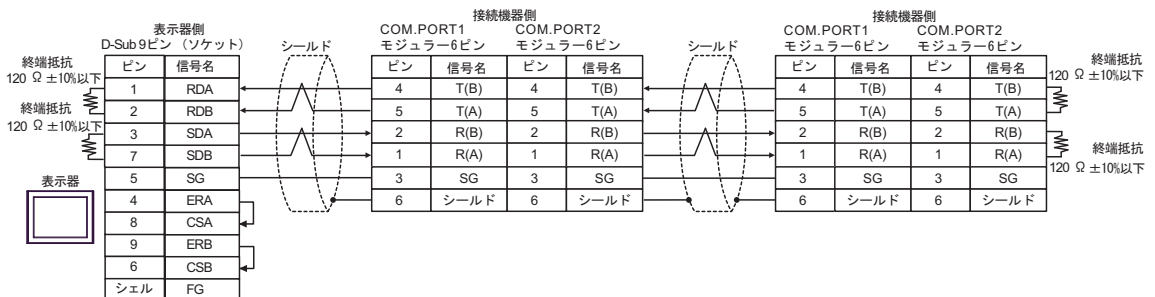 表示器側
D-Sub 9ピン (ソケット)
シールド
接続機器側
COM.PORT1 COM.PORT2
モジュラー6ピン モジュラー6ピン
シールド
接続機器側
COM.PORT1 COM.PORT2
モジュラー6ピン モジュラー6ピン
終端抵抗
120 Ω ±10%以下
終端抵抗
120 Ω ±10%以下
表示器
ピン 信号名
1 RDA
2 RDB
3 SDA
7 SDB
5 SG
4 ERA
8 CSA
9 ERB
6 CSB
シェル FG
ピン 信号名 ピン 信号名
4 T(B) 4 T(B)
5 T(A) 5 T(A)
2 R(B) 2 R(B)
1 R(A) 1 R(A)
3 SG 3 SG
6 シールド 6 シールド
ピン 信号名 ピン 信号名
4 T(B) 4 T(B)
5 T(A) 5 T(A)
2 R(B) 2 R(B)
1 R(A) 1 R(A)
3 SG 3 SG
6 シールド 6 シールド
終端抵抗
120 Ω ±10%以下
終端抵抗
120 Ω ±10%以下